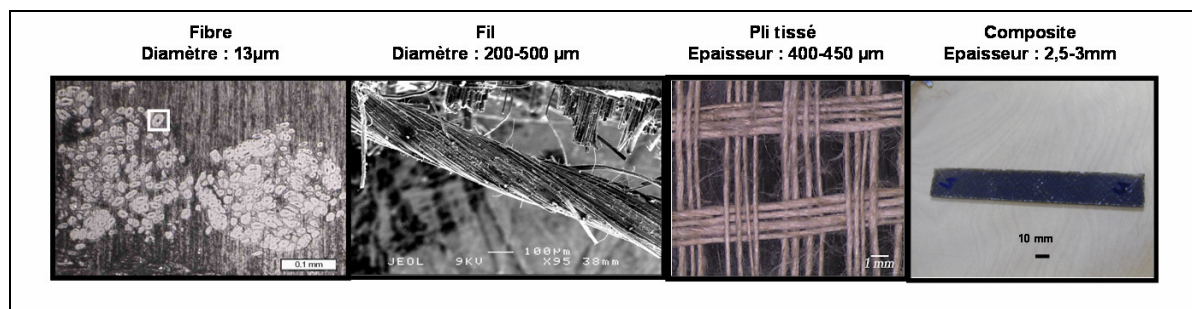 Fibre
Diamètre : 13µm
Fil
Diamètre : 200-500 µm
Pli tissé
Epaisseur : 400-450 µm
Composite
Epaisseur : 2,5-3mm
0.1 mm
100µm
JEOL 9KV X95 38mm
1 mm
10 mm